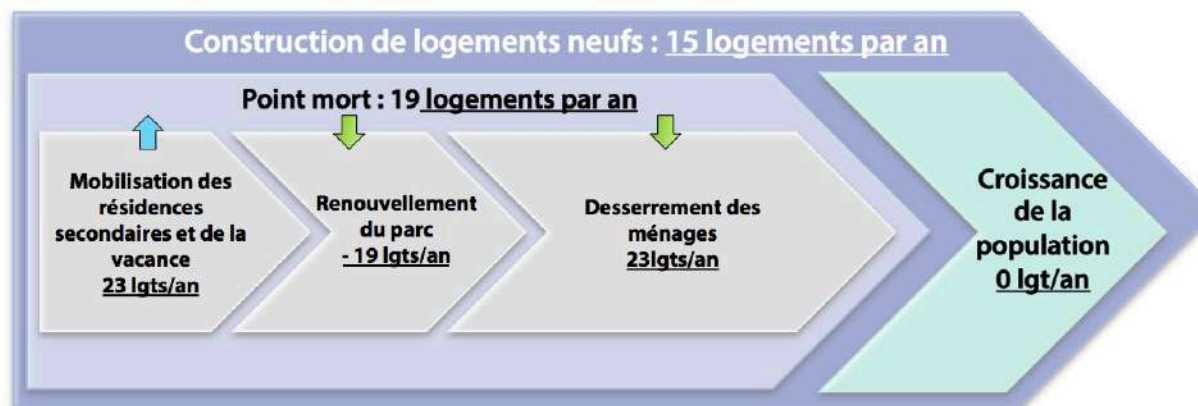 Construction de logements neufs : 15 logements par an
Point mort : 19 logements par an
Mobilisation des
résidences
secondaires et de la
vacance
23 lgts/an
Renouvellement
du parc
- 19 lgts/an
Desserrement des
ménages
23lgts/an
Croissance
de la
population
0 lgt/an